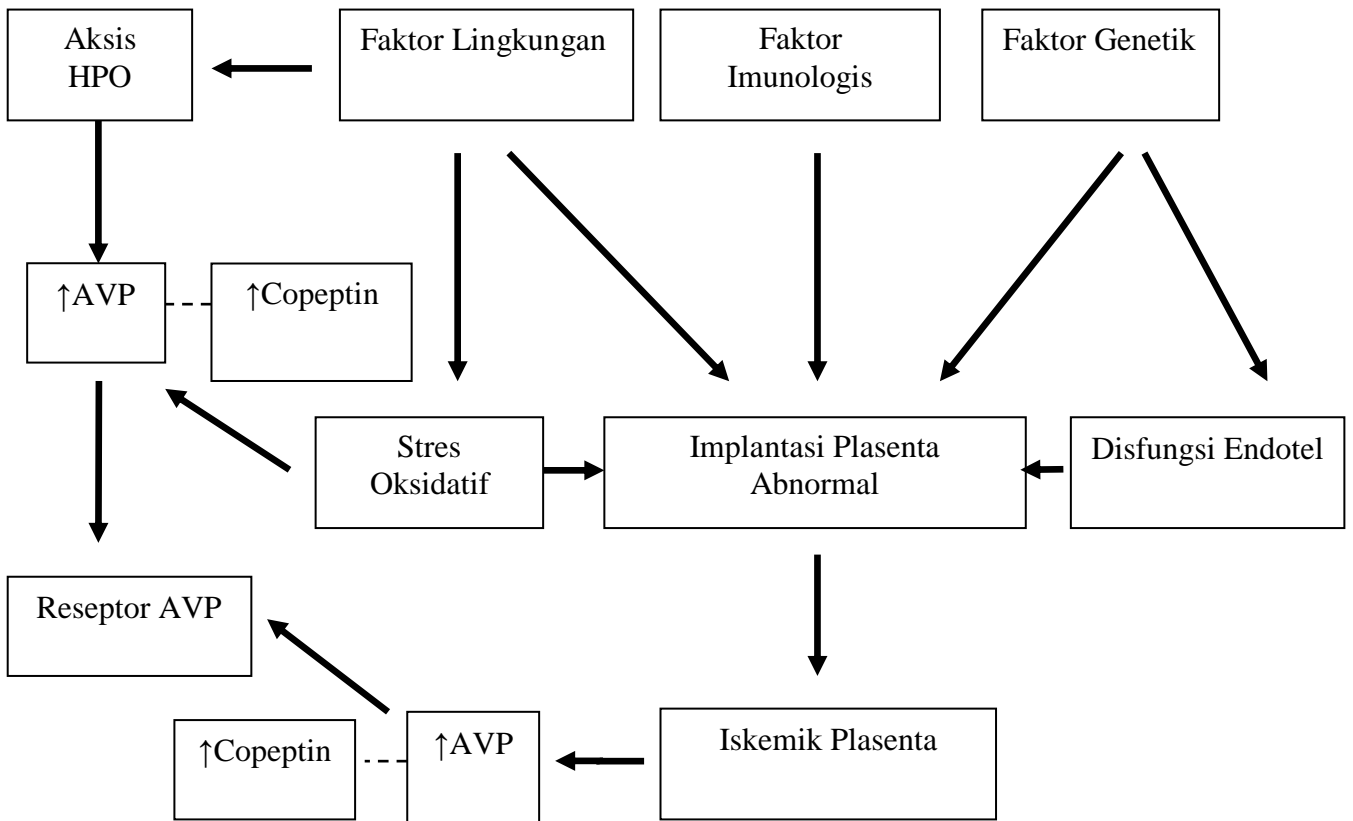 Aksis
HPO
Faktor Lingkungan
Faktor
Imunologis
Faktor Genetik
↑AVP
↑Copeptin
Stres
Oksidatif
Implantasi Plasenta
Abnormal
Disfungsi Endotel
Reseptor AVP
↑Copeptin
↑AVP
Iskemik Plasenta